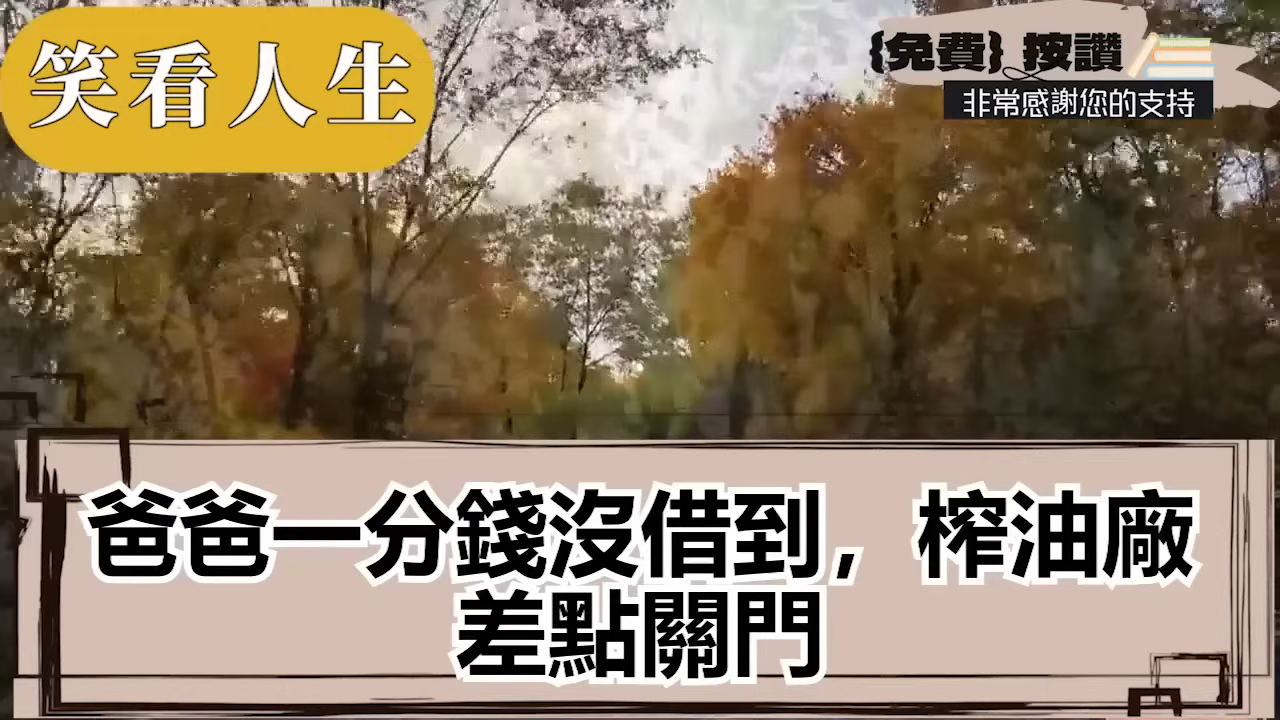 笑看人生
{免費} 按讚
非常感謝您的支持
爸爸一分錢沒借到，榨油廠
差點關門